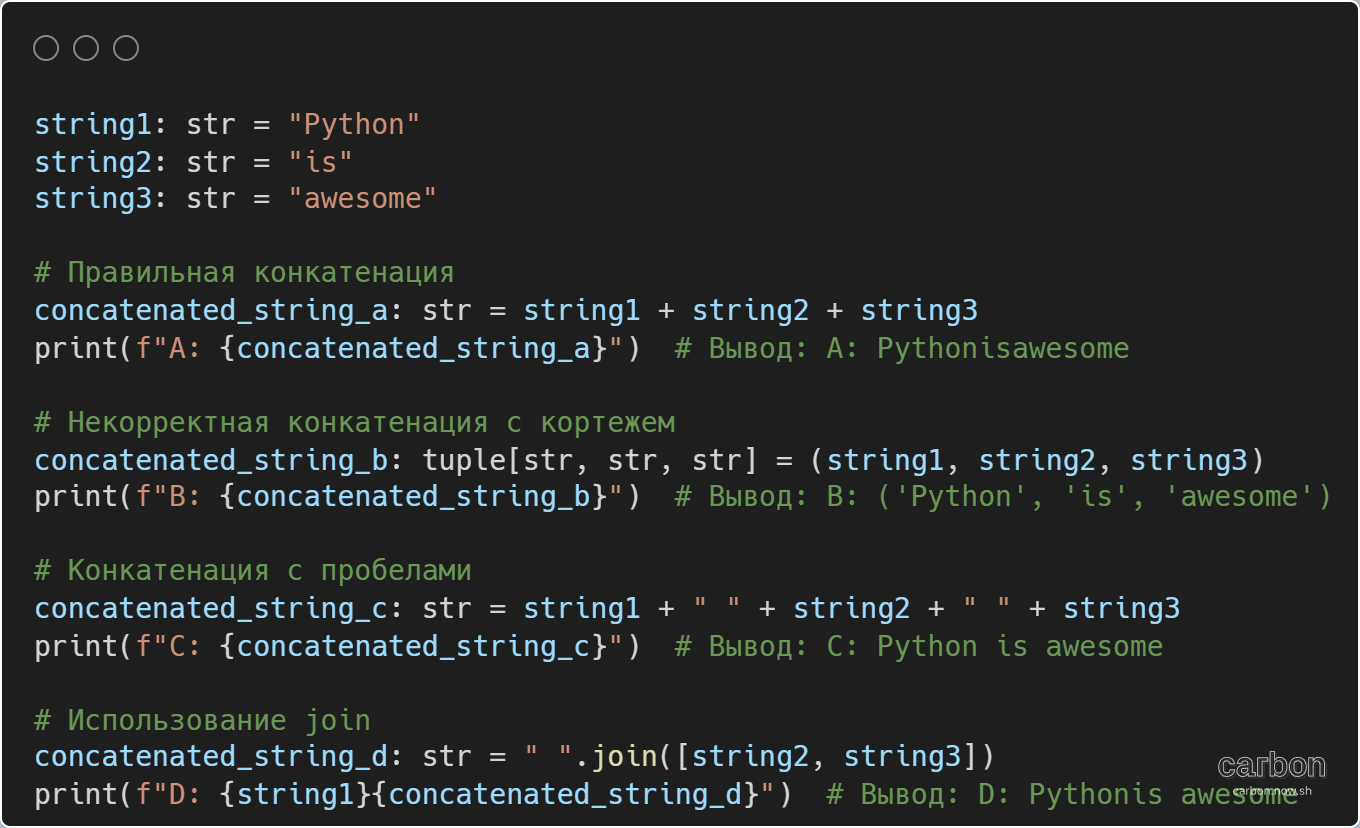 string1: str = "Python"
string2: str = "is"
string3: str = "awesome"
# Правильная конкатенация
concatenated_string_a: str = string1 + string2 + string3
print(f"A: {concatenated_string_a}")  # Вывод: A: Pythonisawesome
# Некорректная конкатенация с кортежем
concatenated_string_b: tuple[str, str, str] = (string1, string2, string3)
print(f"B: {concatenated_string_b}")  # Вывод: B: ('Python', 'is', 'awesome')
# Конкатенация с пробелами
concatenated_string_c: str = string1 + " " + string2 + " " + string3
print(f"C: {concatenated_string_c}")  # Вывод: C: Python is awesome
# Использование join
concatenated_string_d: str = " ".join([string2, string3])
print(f"D: {string1}{concatenated_string_d}")  # Вывод: D: Pythonis awesome
carbon
carbon.now.sh